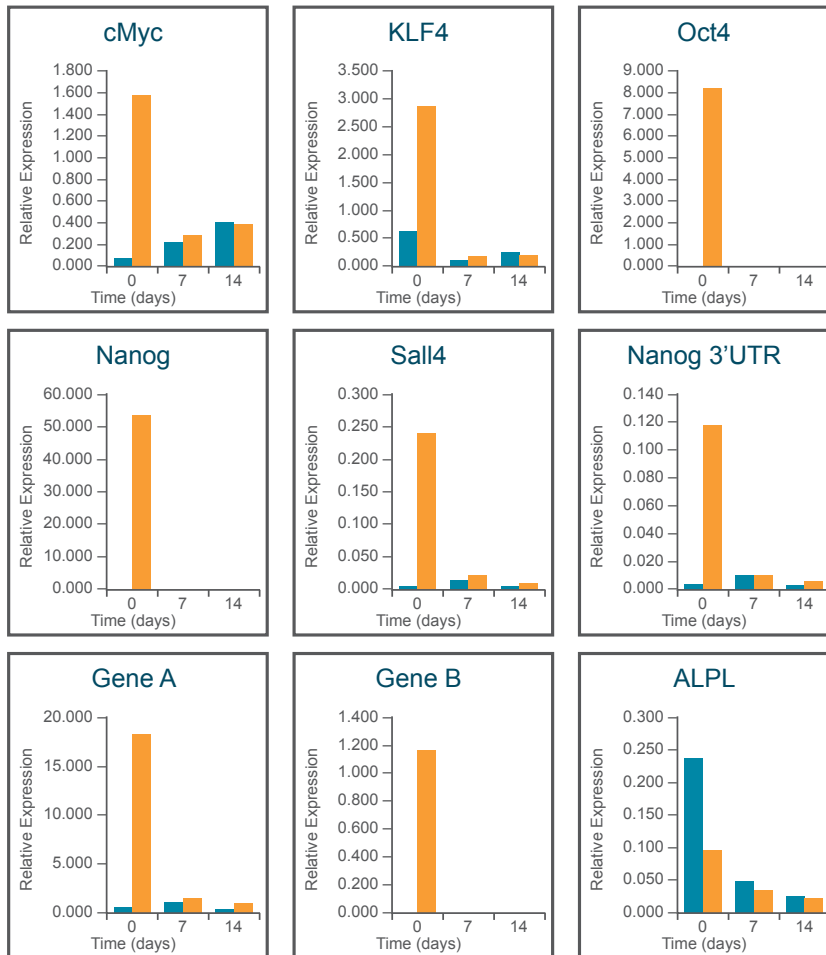 cMyc
Relative Expression
1.800
1.600
1.400
1.200
1.000
0.800
0.600
0.400
0.200
0.000
0 7 14
Time (days)
KLF4
Relative Expression
3.500
3.000
2.500
2.000
1.500
1.000
0.500
0.000
0 7 14
Time (days)
Oct4
Relative Expression
9.000
8.000
7.000
6.000
5.000
4.000
3.000
2.000
1.000
0.000
0 7 14
Time (days)
Nanog
Relative Expression
60.000
50.000
40.000
30.000
20.000
10.000
0.000
0 7 14
Time (days)
Sall4
Relative Expression
0.300
0.250
0.200
0.150
0.100
0.050
0.000
0 7 14
Time (days)
Nanog 3'UTR
Relative Expression
0.140
0.120
0.100
0.080
0.060
0.040
0.020
0.000
0 7 14
Time (days)
Gene A
Relative Expression
20.000
15.000
10.000
5.000
0.000
0 7 14
Time (days)
Gene B
Relative Expression
1.400
1.200
1.000
0.800
0.600
0.400
0.200
0.000
0 7 14
Time (days)
ALPL
Relative Expression
0.300
0.250
0.200
0.150
0.100
0.050
0.000
0 7 14
Time (days)